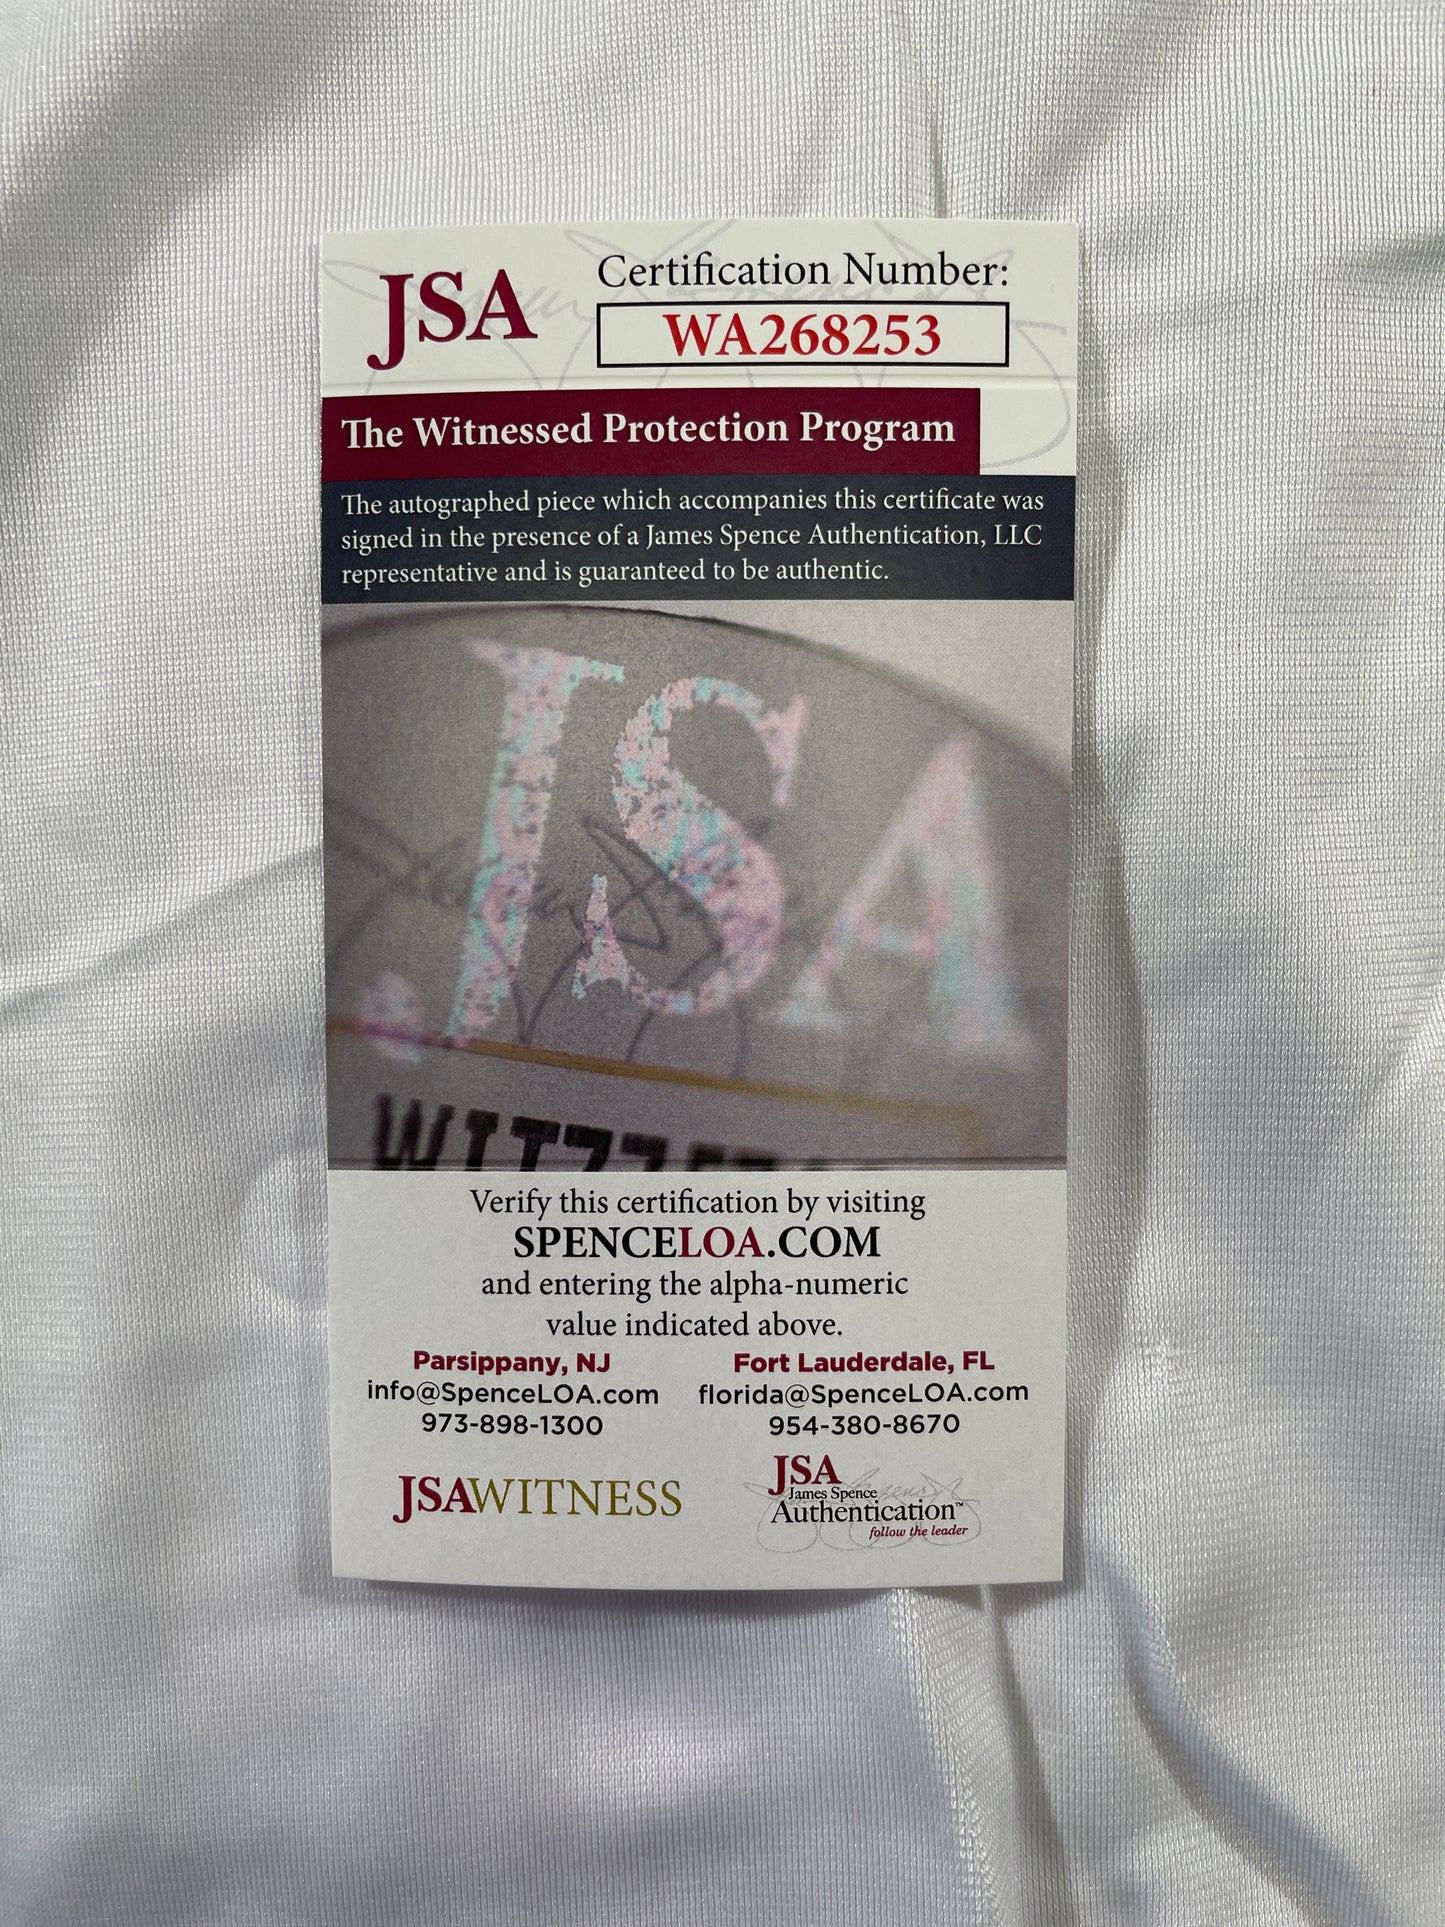 JSA
Certification Number:
WA268253
The Witnessed Protection Program
The autographed piece which accompanies this certificate was
signed in the presence of a James Spence Authentication, LLC
representative and is guaranteed to be authentic.
JSA
Verify this certification by visiting
SPENCELOA.COM
and entering the alpha-numeric
value indicated above.
Parsippany, NJ
info@SpenceLOA.com
973-898-1300
Fort Lauderdale, FL
florida@SpenceLOA.com
954-380-8670
JSAWITNESS
JSA
James Spence
Authentication™
follow the leader